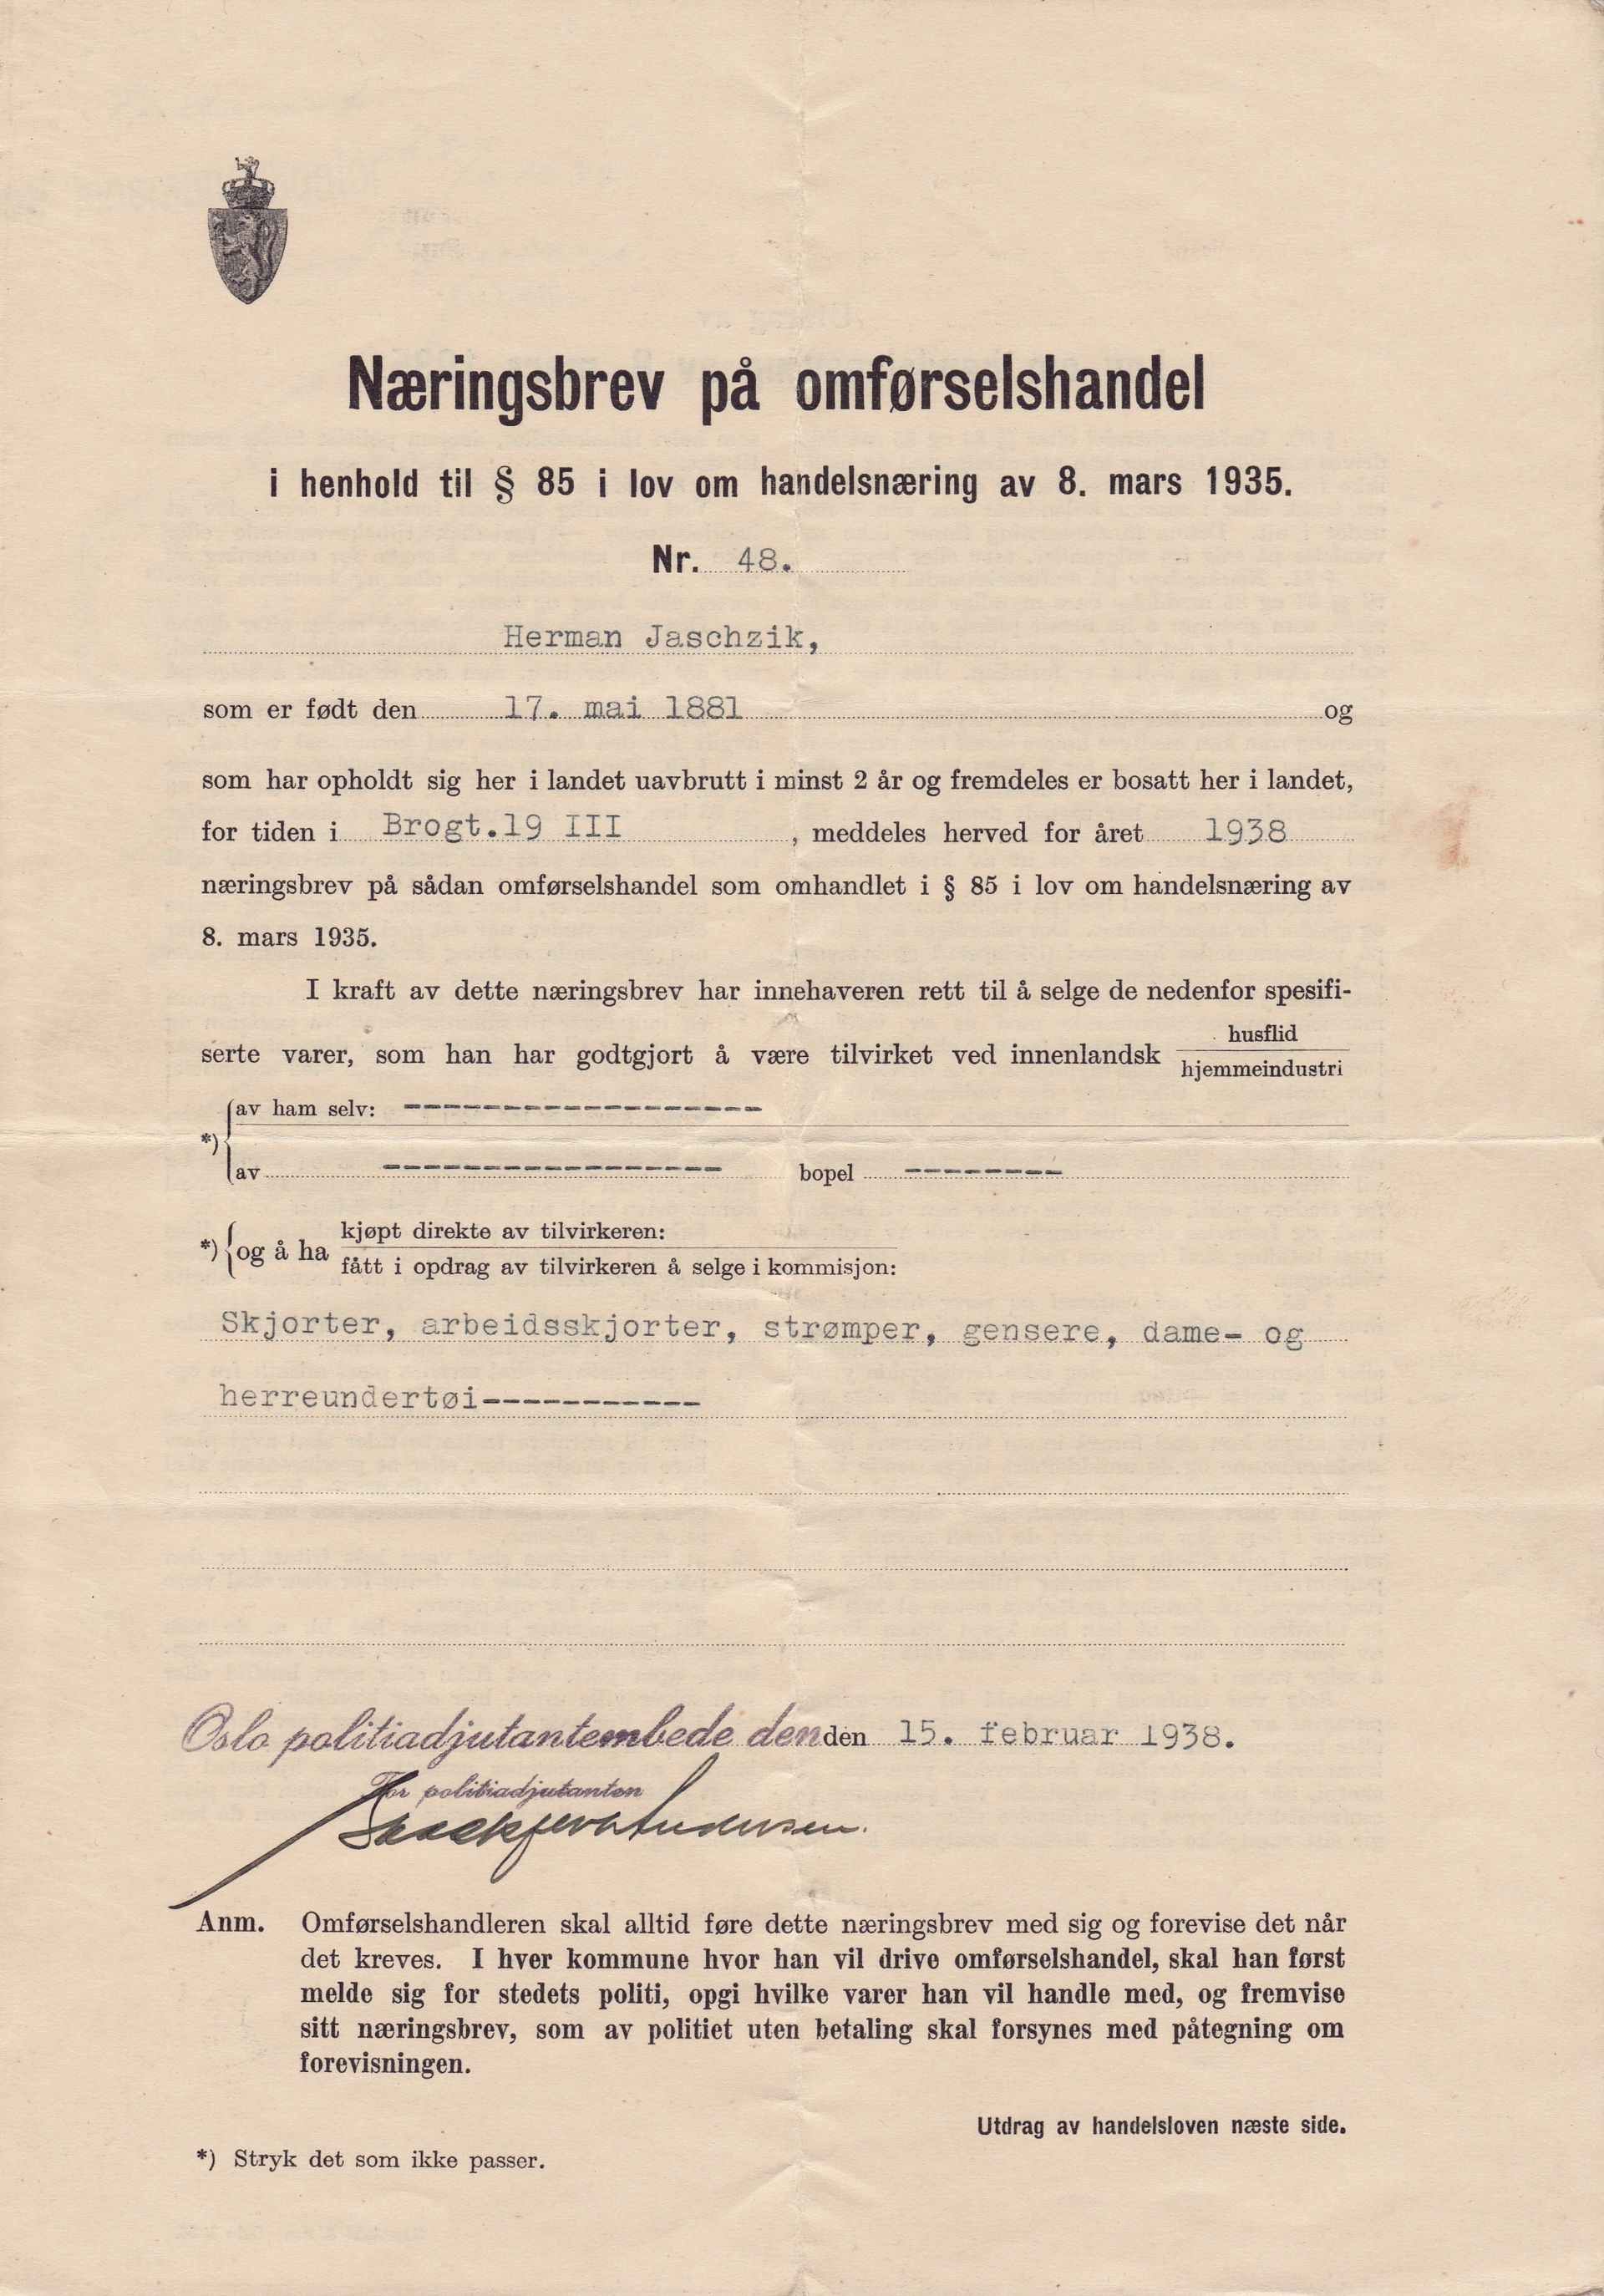 Næringsbrev på omførselshandel
i henhold til § 85 i lov om handelsnæring av 8. mars 1935.
Nr. 48.
Herman Jaschzik,
som er født den 17. mai 1881 og
som har opholdt sig her i landet uavbrutt i minst 2 år og fremdeles er bosatt her i landet,
for tiden i Brogt.19 III, meddeles herved for året 1938
næringsbrev på sådan omførselshandel som omhandlet i § 85 i lov om handelsnæring av
8. mars 1935.
I kraft av dette næringsbrev har innehaveren rett til å selge de nedenfor spesifi-
serte varer, som han har godtgjort å være tilvirket ved innenlandsk husflid
hjemmeindustri
av ham selv: ------------------
*)
av ----------------- bopel --------
kjøpt direkte av tilvirkeren:
*) og å ha
fått i opdrag av tilvirkeren å selge i kommisjon:
Skjorter, arbeidsskjorter, strømper, gensere, dame- og
herreundertøi-----------
Oslo politiadjutantembede den den 15. februar 1938.
For politiadjutanten
Anm. Omførselshandleren skal alltid føre dette næringsbrev med sig og forevise det når
det kreves. I hver kommune hvor han vil drive omførselshandel, skal han først
melde sig for stedets politi, opgi hvilke varer han vil handle med, og fremvise
sitt næringsbrev, som av politiet uten betaling skal forsynes med påtegning om
forevisningen.
Utdrag av handelsloven næste side.
*) Stryk det som ikke passer.